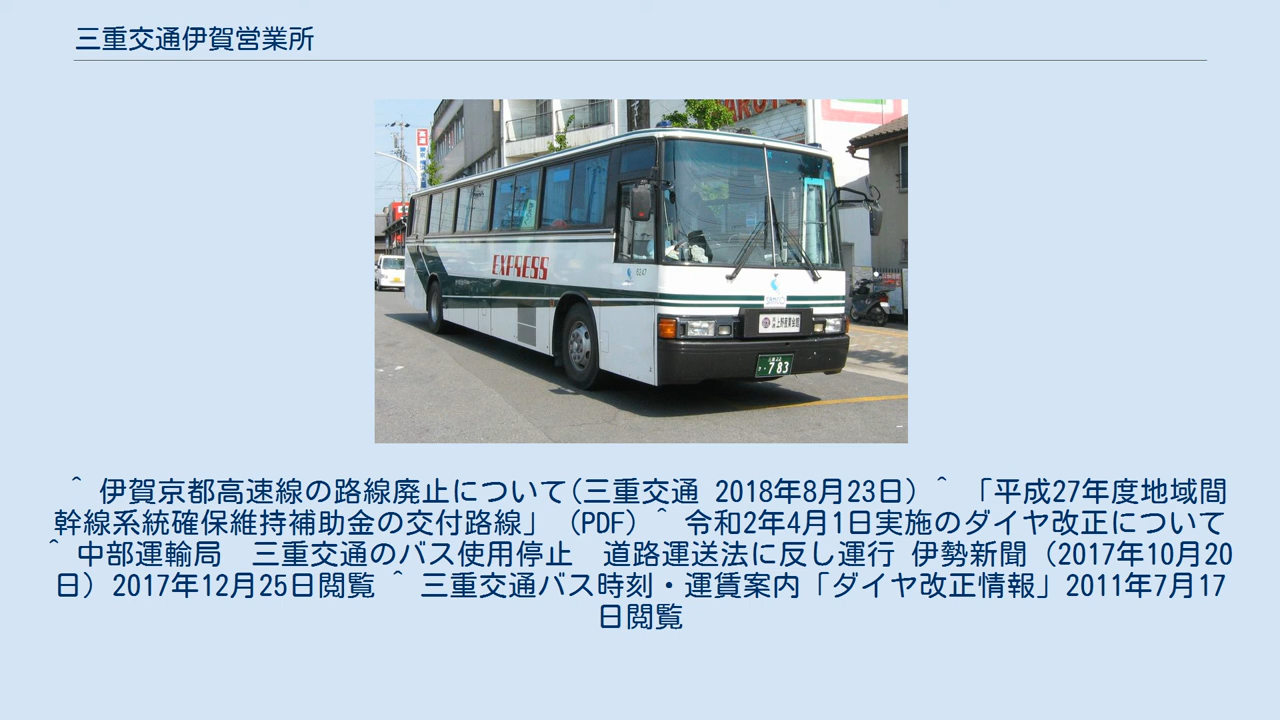 三重交通伊賀営業所
EXPRESS
6247
上野産業会館
783
^ 伊賀京都高速線の路線廃止について(三重交通 2018年8月23日) ^ 「平成27年度地域間
幹線系統確保維持補助金の交付路線」 (PDF) ^ 令和2年4月1日実施のダイヤ改正について
^ 中部運輸局　三重交通のバス使用停止　道路運送法に反し運行 伊勢新聞 (2017年10月20
日) 2017年12月25日閲覧 ^ 三重交通バス時刻・運賃案内「ダイヤ改正情報」2011年7月17
日閲覧